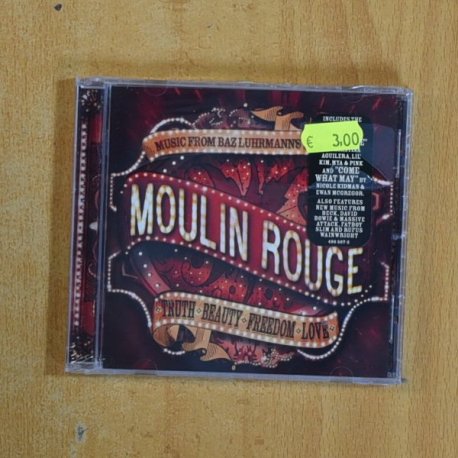 MUSIC FROM BAZ LUHRMANN'S
MOULIN ROUGE
TRUTH • BEAUTY • FREEDOM • LOVE
INCLUDES THE
€ 3,00
AGUILERA, LIL'
KIM, MYA & PINK
AND "COME
WHAT MAY" BY
NICOLE KIDMAN &
EWAN MCGREGOR.
ALSO FEATURES
NEW MUSIC FROM
BECK, DAVID
BOWIE & MASSIVE
ATTACK, FATBOY
SLIM AND RUFUS
WAINWRIGHT